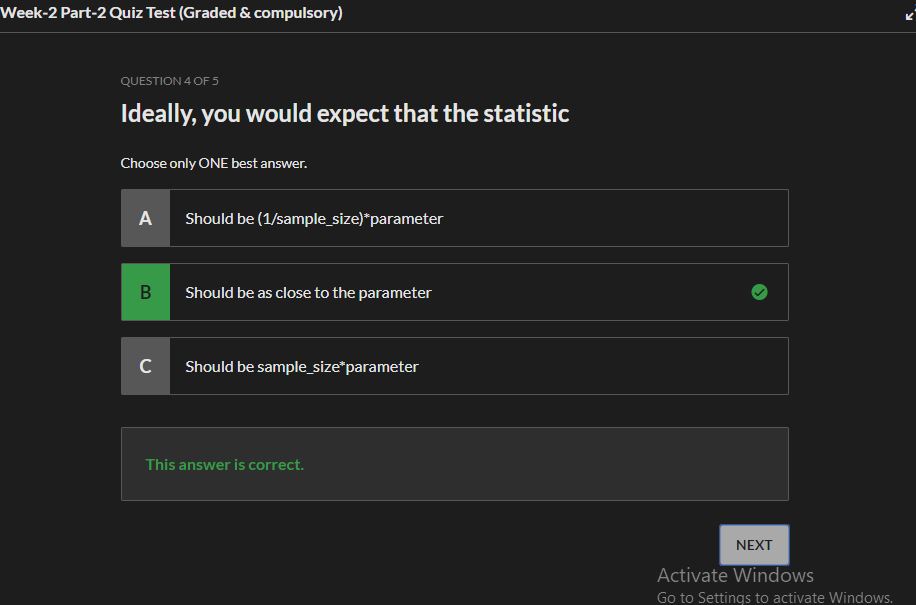 Week-2 Part-2 Quiz Test (Graded & compulsory)
QUESTION 4 OF 5
Ideally, you would expect that the statistic
Choose only ONE best answer.
A Should be (1/sample_size)*parameter
B Should be as close to the parameter
C Should be sample_size*parameter
This answer is correct.
NEXT
Activate Windows
Go to Settings to activate Windows.